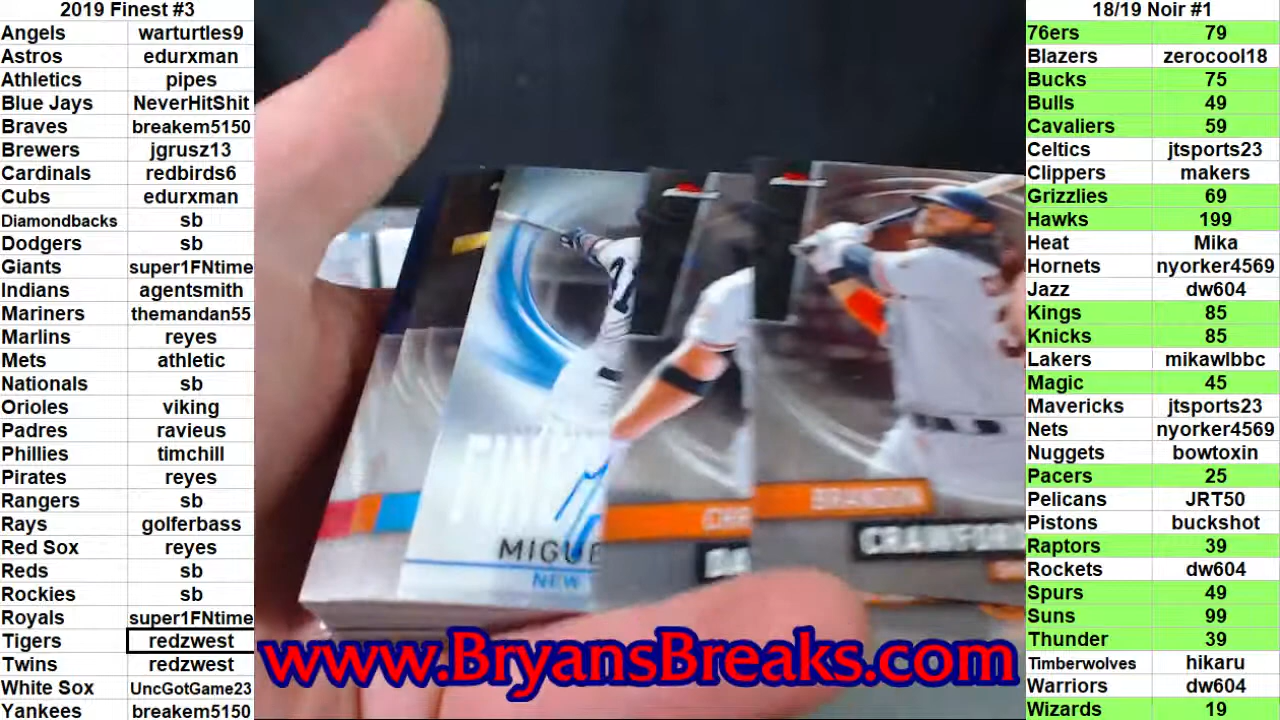 2019 Finest #3
Angels warturtles9
Astros edurxman
Athletics pipes
Blue Jays NeverHitShit
Braves breakem5150
Brewers jgrusz13
Cardinals redbirds6
Cubs edurxman
Diamondbacks sb
Dodgers sb
Giants super1FNtime
Indians agentsmith
Mariners themandan55
Marlins reyes
Mets athletic
Nationals sb
Orioles viking
Padres ravieus
Phillies timchill
Pirates reyes
Rangers sb
Rays golferbass
Red Sox reyes
Reds sb
Rockies sb
Royals super1FNtime
Tigers redzwest
Twins redzwest
White Sox UncGotGame23
Yankees breakem5150
FIN
MIGUE
NEW
CHR
DA
BRANDON
CRAWFORD
www.BryansBreaks.com
18/19 Noir #1
76ers 79
Blazers zerocool18
Bucks 75
Bulls 49
Cavaliers 59
Celtics jtsports23
Clippers makers
Grizzlies 69
Hawks 199
Heat Mika
Hornets nyorker4569
Jazz dw604
Kings 85
Knicks 85
Lakers mikawlbbc
Magic 45
Mavericks jtsports23
Nets nyorker4569
Nuggets bowtoxin
Pacers 25
Pelicans JRT50
Pistons buckshot
Raptors 39
Rockets dw604
Spurs 49
Suns 99
Thunder 39
Timberwolves hikaru
Warriors dw604
Wizards 19